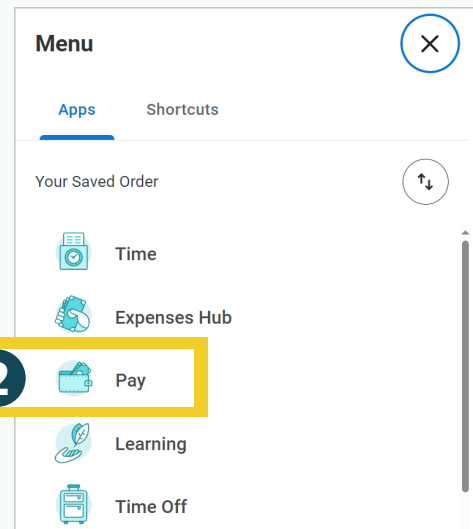 Menu
Apps Shortcuts
Your Saved Order
Time
Expenses Hub
2 Pay
Learning
Time Off